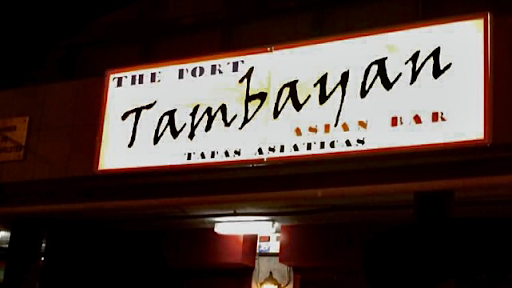 THE FORT
Tambayan
ASIAN BAR
TAPAS ASIATICAS